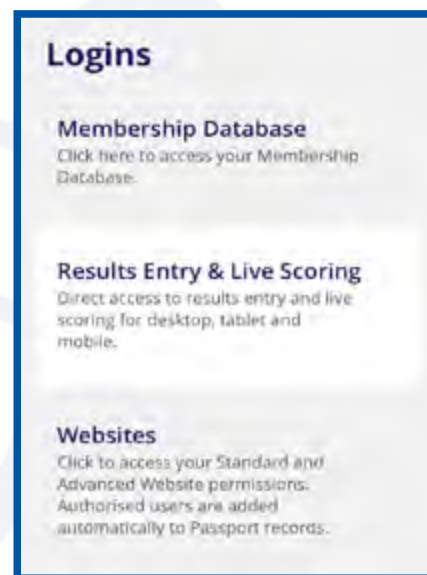 Logins
Membership Database
Click here to access your Membership
Database.
Results Entry & Live Scoring
Direct access to results entry and live
scoring for desktop, tablet and
mobile.
Websites
Click to access your Standard and
Advanced Website permissions.
Authorised users are added
automatically to Passport records.